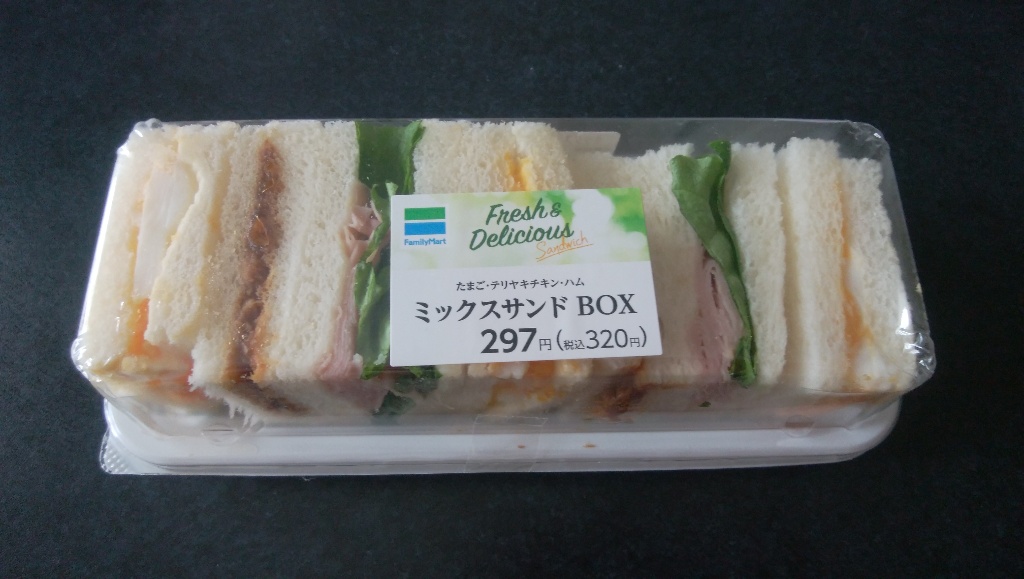 FamilyMart
Fresh &
Delicious
Sandwich
たまご・テリヤキチキン・ハム
ミックスサンド BOX
297円(税込320円)